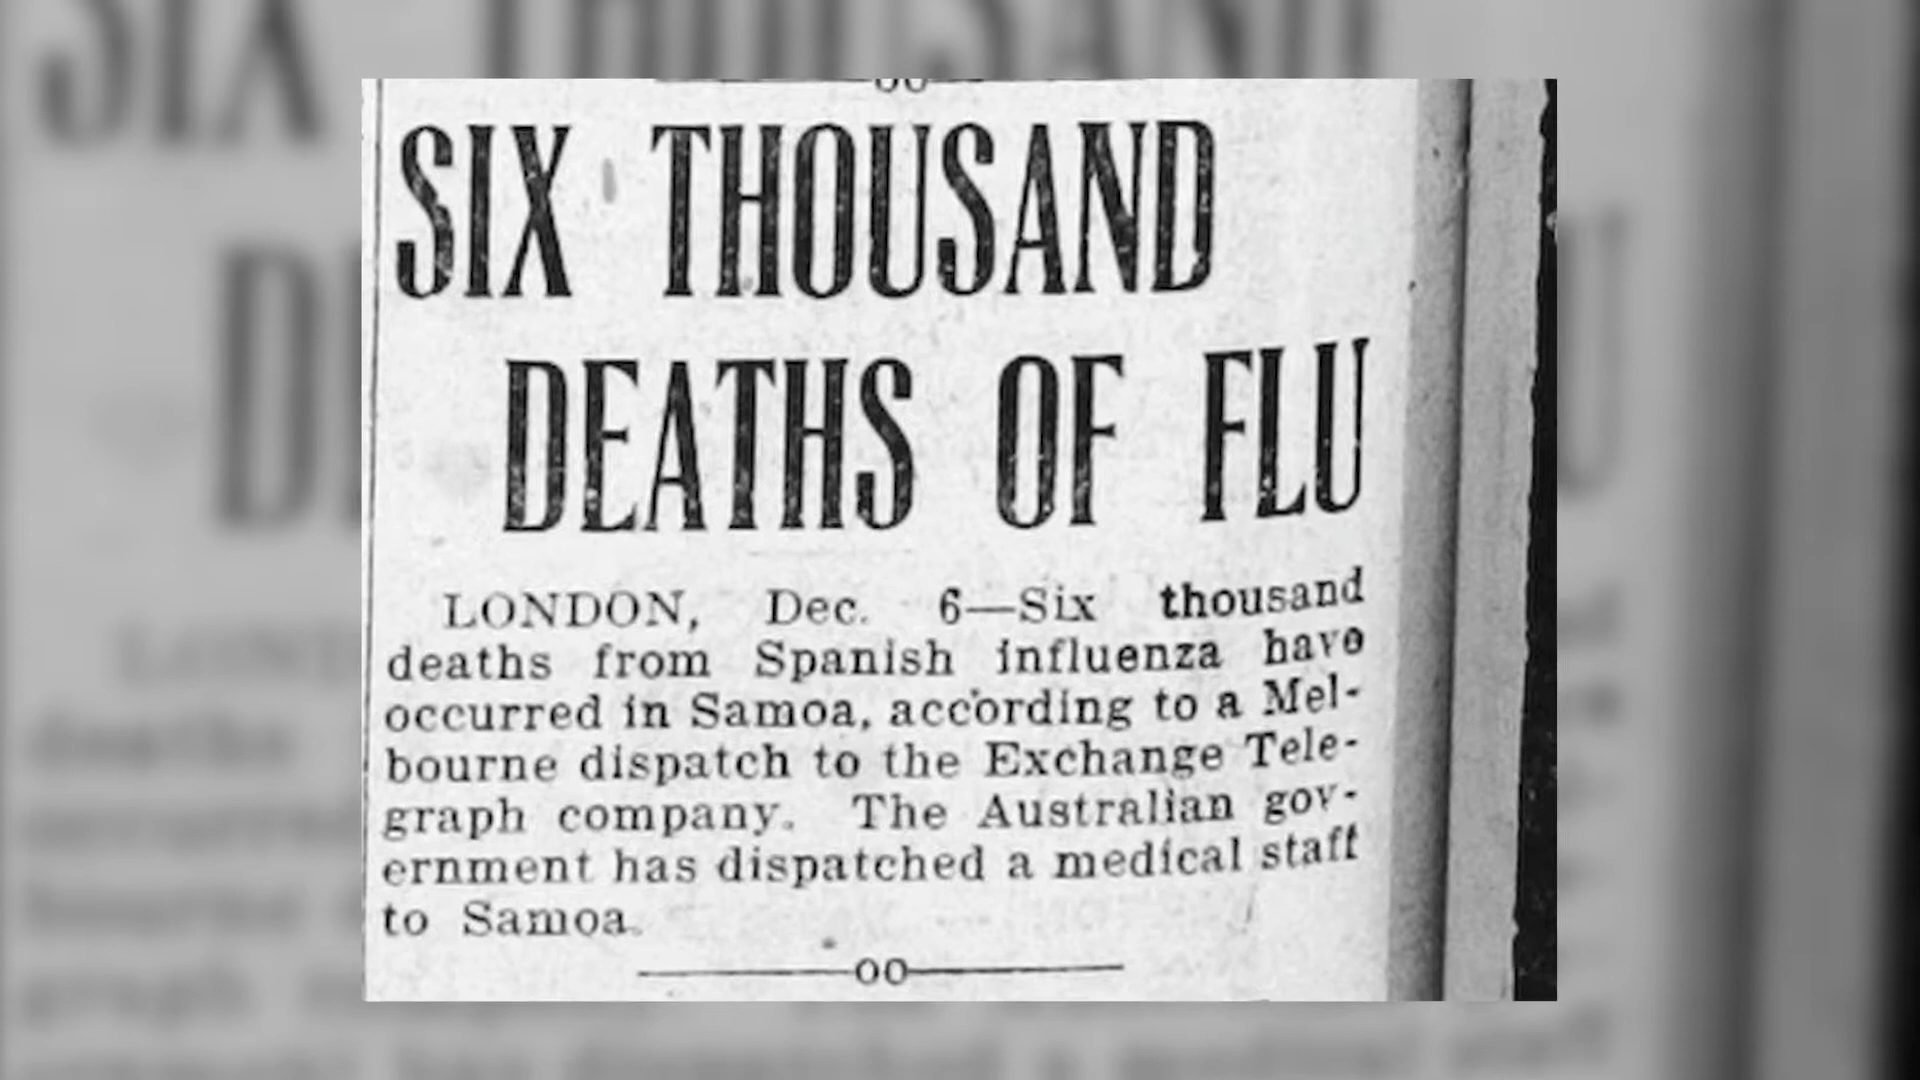 SIX THOUSAND
DEATHS OF FLU
LONDON, Dec. 6—Six thousand
deaths from Spanish influenza have
occurred in Samoa, according to a Mel-
bourne dispatch to the Exchange Tele-
graph company. The Australian gov-
ernment has dispatched a medical staff
to Samoa.